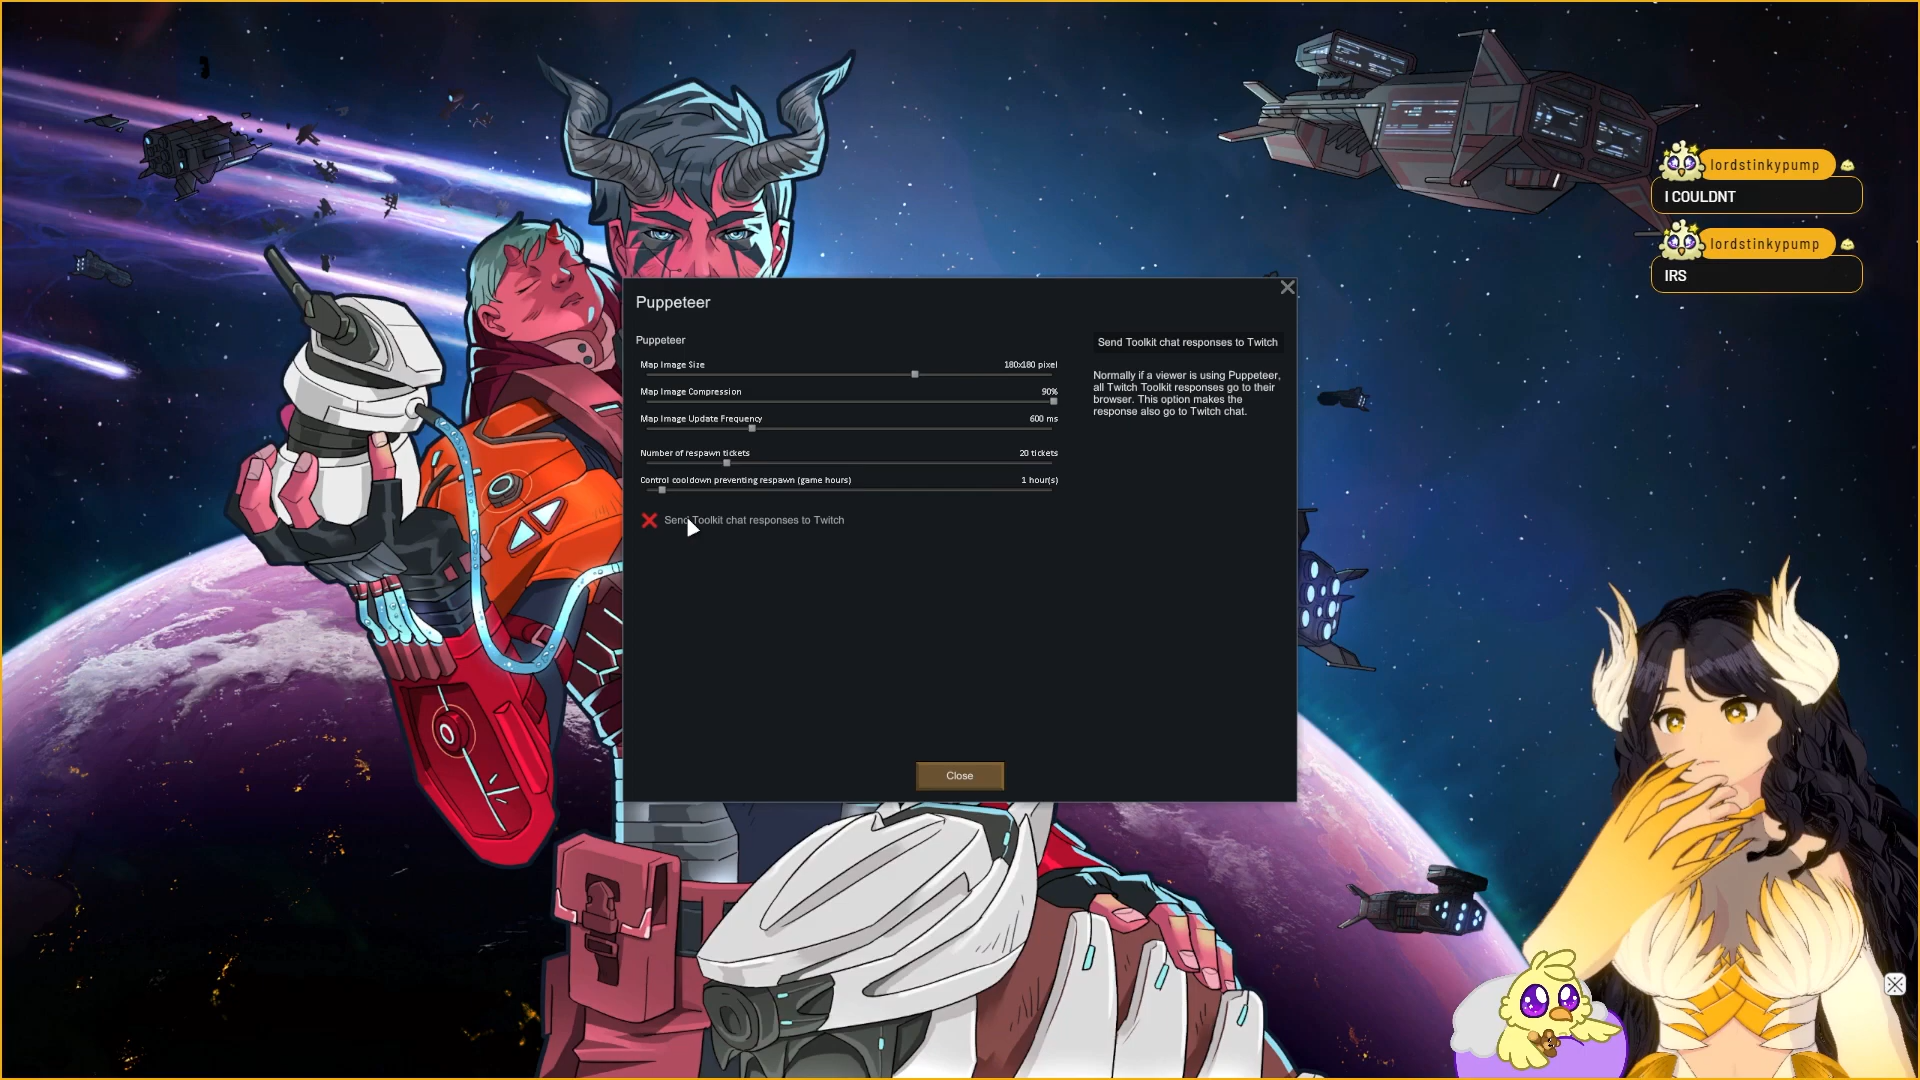 Puppeteer
Puppeteer
Map Image Size 180x180 pixel
Map Image Compression 90%
Map Image Update Frequency 600 ms
Number of respawn tickets 20 tickets
Control cooldown preventing respawn (game hours) 1 hour(s)
Send Toolkit chat responses to Twitch
Send Toolkit chat responses to Twitch
Normally if a viewer is using Puppeteer,
all Twitch Toolkit responses go to their
browser. This option makes the
response also go to Twitch chat.
Close
lordstinkypump
I COULDNT
lordstinkypump
IRS